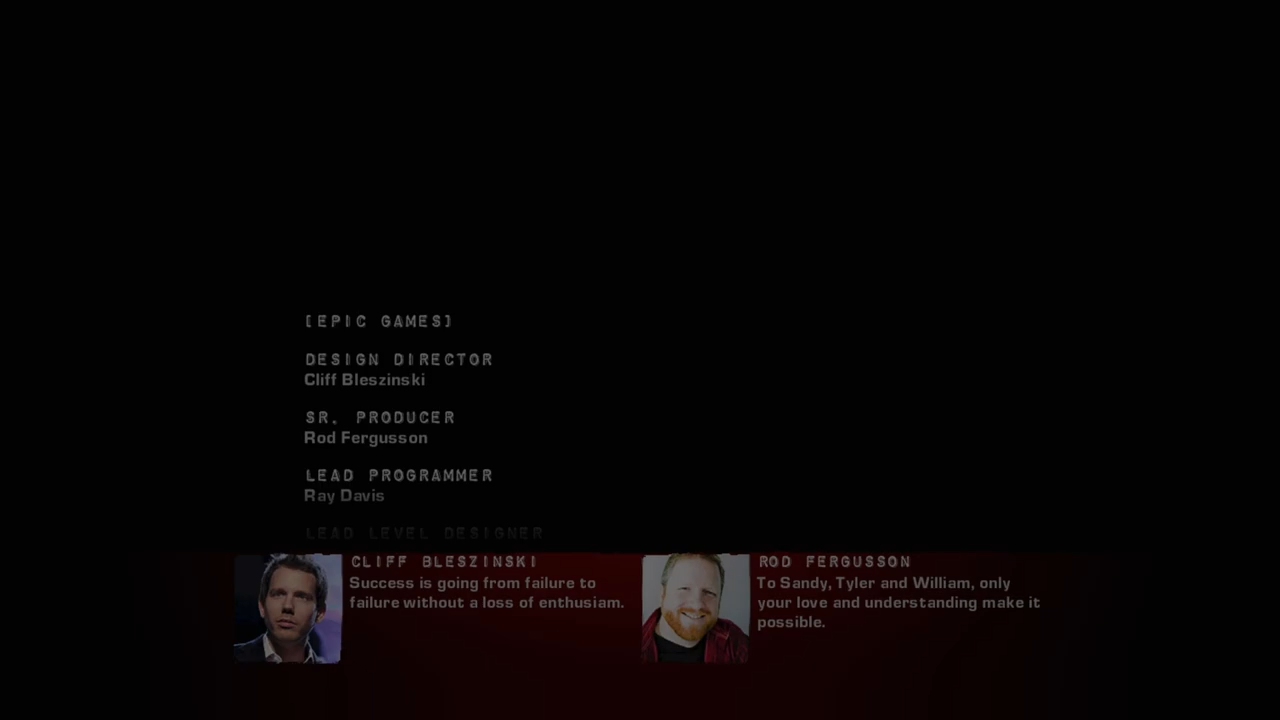 [EPIC GAMES]
DESIGN DIRECTOR
Cliff Bleszinski
SR. PRODUCER
Rod Fergusson
LEAD PROGRAMMER
Ray Davis
LEAD LEVEL DESIGNER
CLIFF BLESZINSKI
Success is going from failure to
failure without a loss of enthusiam.
ROD FERGUSSON
To Sandy, Tyler and William, only
your love and understanding make it
possible.